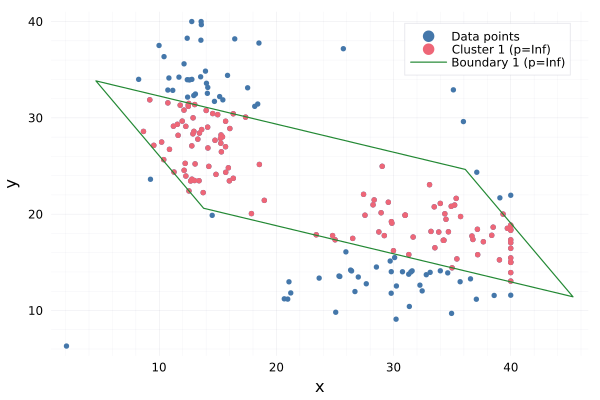 40
Data points
Cluster 1 (p=Inf)
Boundary 1 (p=Inf)
30
y
20
10
10 20 30 40
x